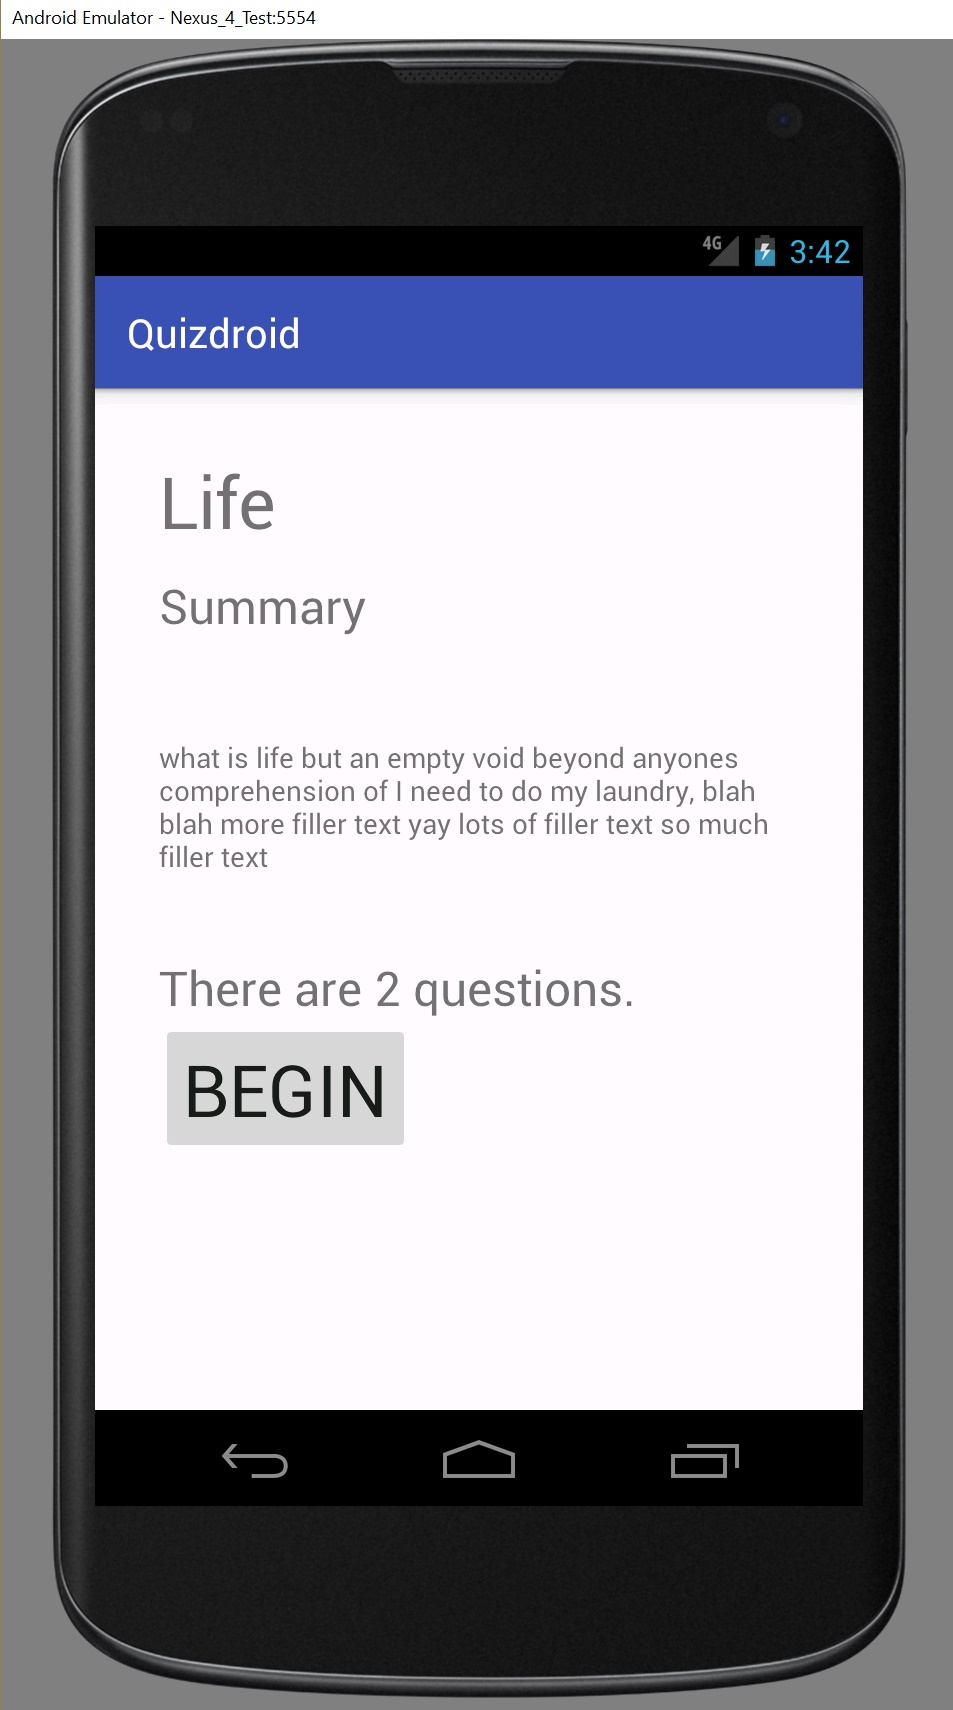 Android Emulator - Nexus_4_Test:5554
4G 3:42
Quizdroid
Life
Summary
what is life but an empty void beyond anyones
comprehension of I need to do my laundry, blah
blah more filler text yay lots of filler text so much
filler text
There are 2 questions.
BEGIN